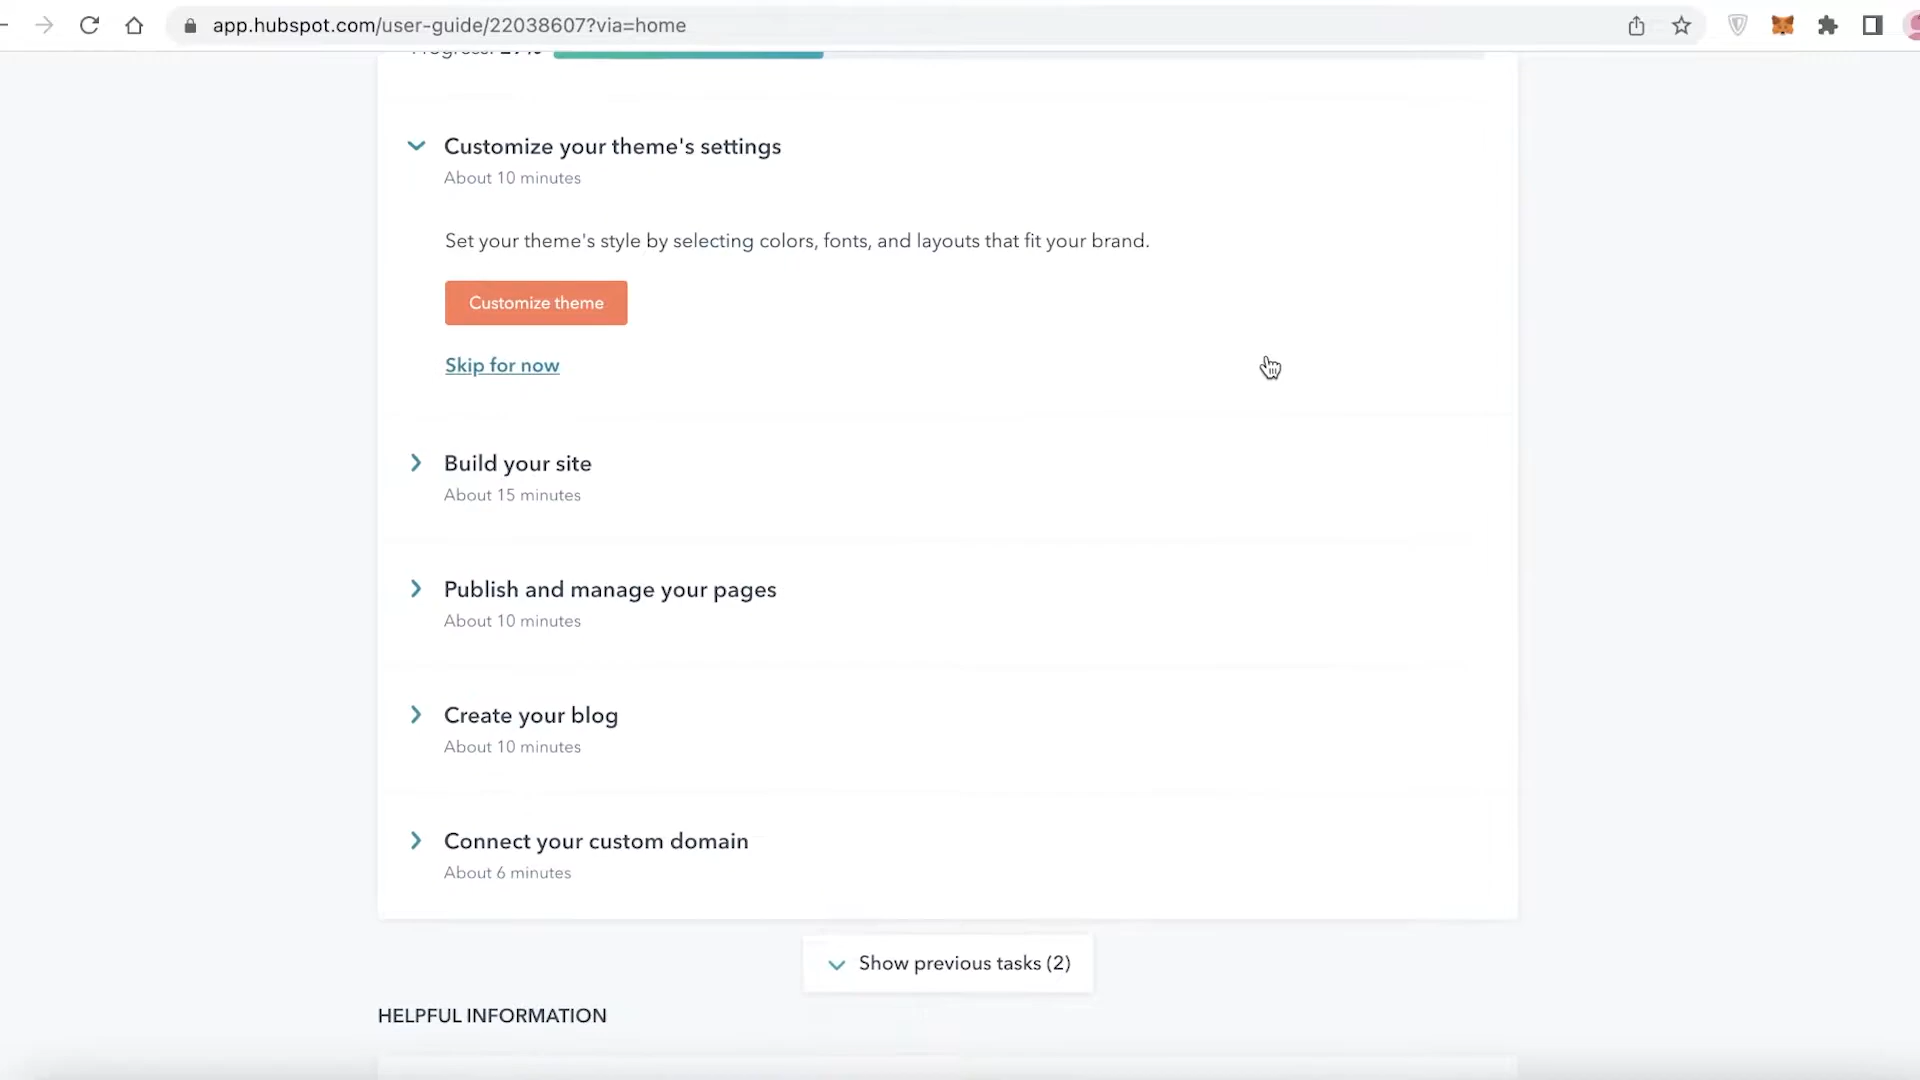 app.hubspot.com/user-guide/22038607?via=home
Customize your theme's settings
About 10 minutes
Set your theme's style by selecting colors, fonts, and layouts that fit your brand.
Customize theme
Skip for now
Build your site
About 15 minutes
Publish and manage your pages
About 10 minutes
Create your blog
About 10 minutes
Connect your custom domain
About 6 minutes
Show previous tasks (2)
HELPFUL INFORMATION